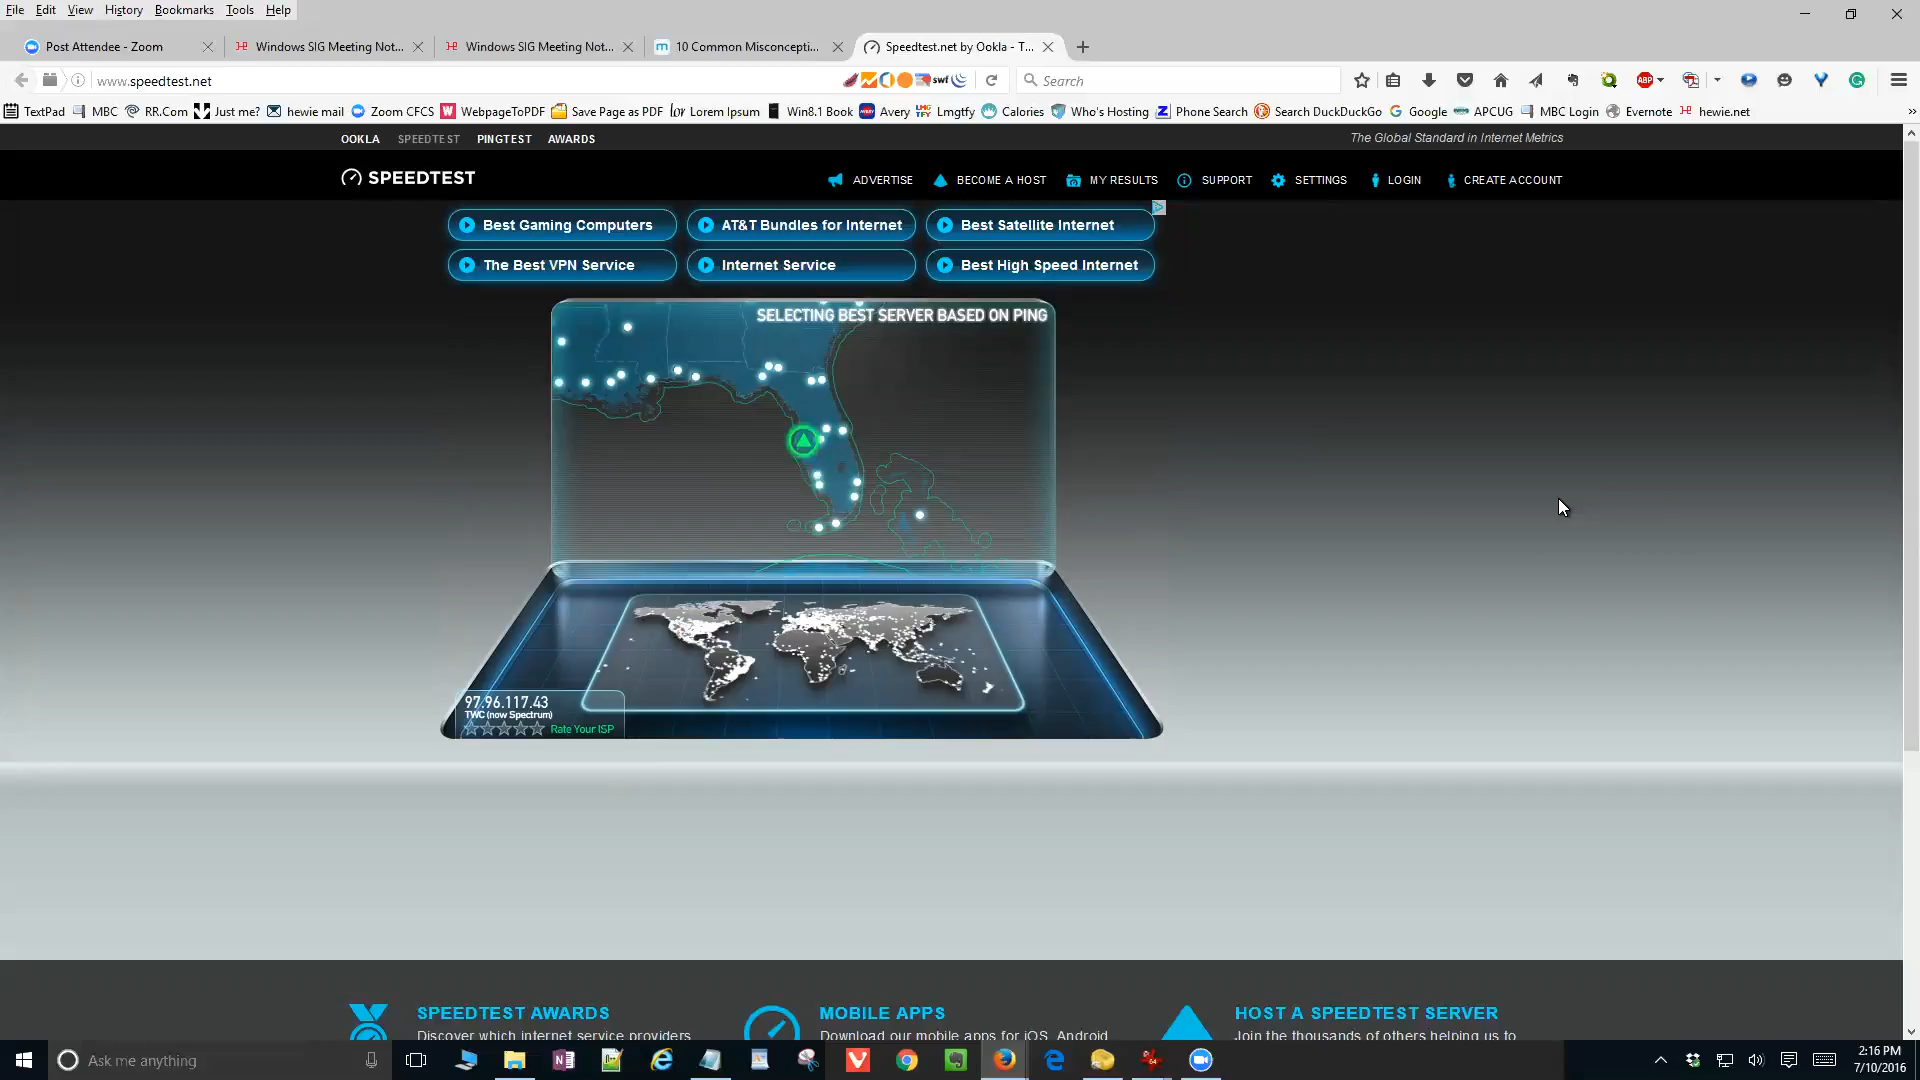 File Edit View History Bookmarks Tools Help
Post Attendee - Zoom
Windows SIG Meeting Not...
Windows SIG Meeting Not...
10 Common Misconcepti...
Speedtest.net by Ookla - T...
www.speedtest.net
swf
Search
ABP
TextPad MBC RR.Com Just me? hewie mail Zoom CFCS WebpageToPDF Save Page as PDF Lorem Ipsum Win8.1 Book Avery Lmgtfy Calories Who's Hosting Phone Search Search DuckDuckGo Google APCUG MBC Login Evernote hewie.net
OOKLA SPEEDTEST PINGTEST AWARDS
The Global Standard in Internet Metrics
SPEEDTEST
ADVERTISE BECOME A HOST MY RESULTS SUPPORT SETTINGS LOGIN CREATE ACCOUNT
Best Gaming Computers AT&T Bundles for Internet Best Satellite Internet
The Best VPN Service Internet Service Best High Speed Internet
SELECTING BEST SERVER BASED ON PING
97.96.117.43
TWC (now Spectrum)
Rate Your ISP
SPEEDTEST AWARDS
Discover which internet service providers
MOBILE APPS
Download our mobile apps for iOS, Android
HOST A SPEEDTEST SERVER
Join the thousands of others helping us to
Ask me anything
2:16 PM
7/10/2016